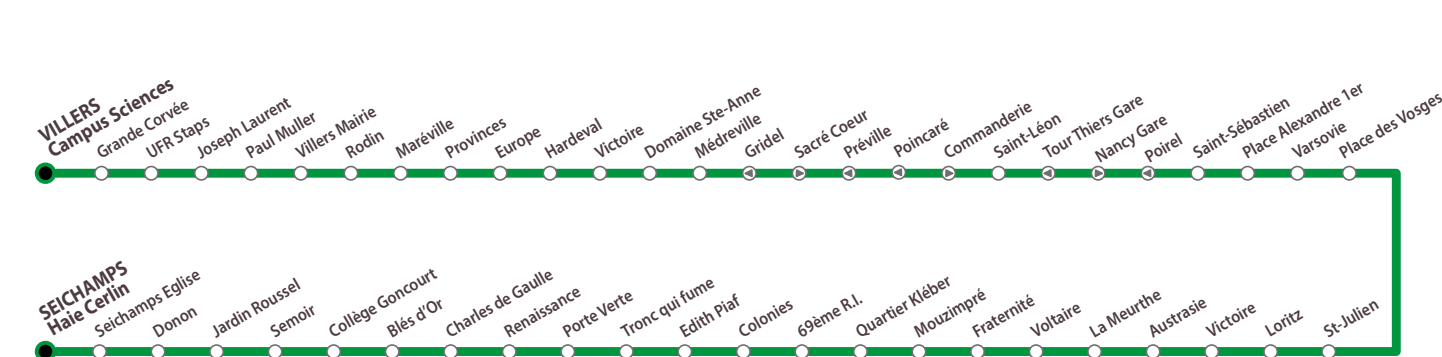 VILLERS
Campus Sciences
Grande Corvée
UFR Staps
Joseph Laurent
Paul Muller
Villers Mairie
Rodin
Maréville
Provinces
Europe
Hardeval
Victoire
Domaine Ste-Anne
Médreville
Gridel
Sacré Coeur
Préville
Poincaré
Commanderie
Saint-Léon
Tour Thiers Gare
Nancy Gare
Poirel
Saint-Sébastien
Place Alexandre 1er
Varsovie
Place des Vosges
SEICHAMPS
Haie Cerlin
Seichamps Eglise
Donon
Jardin Roussel
Semoir
Collège Goncourt
Blés d'Or
Charles de Gaulle
Renaissance
Porte Verte
Tronc qui fume
Edith Piaf
Colonies
69ème R.I.
Quartier Kléber
Mouzimpré
Fraternité
Voltaire
La Meurthe
Austrasie
Victoire
Loritz
St-Julien